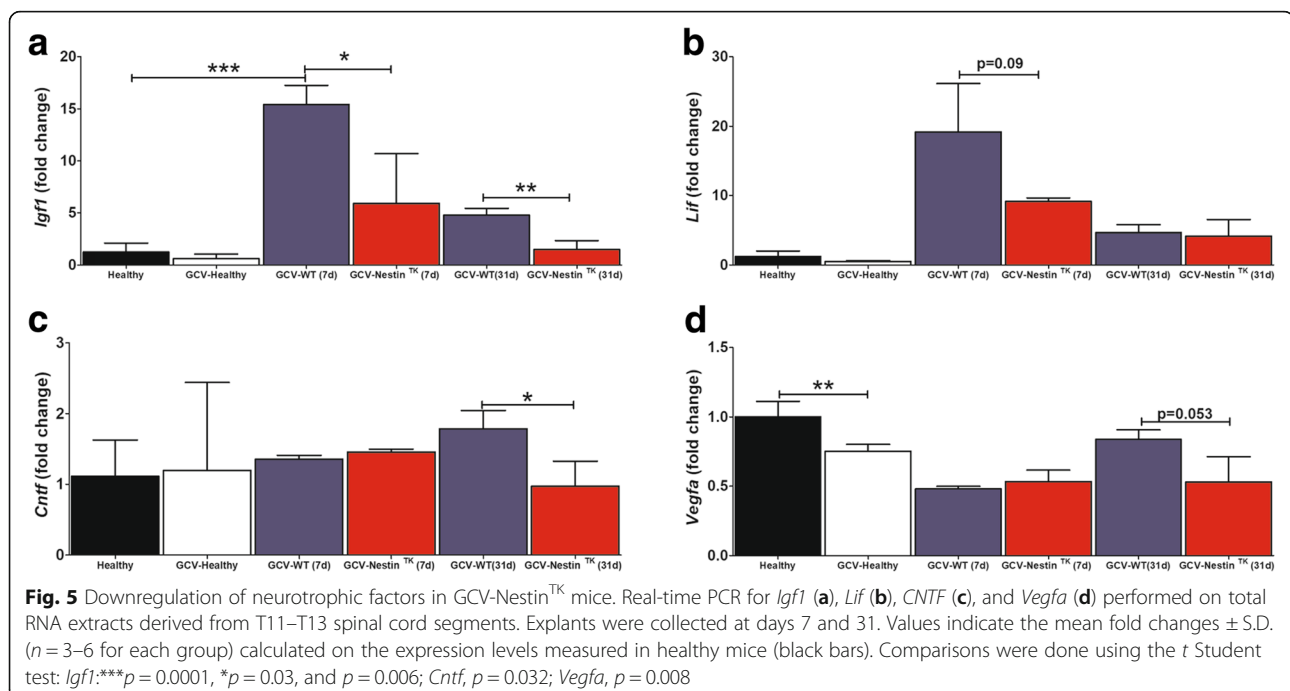 a
b
20
15
10
5
0
Igf1 (fold change)
***
*
**
Healthy
GCV-Healthy
GCV-WT (7d)
GCV-Nestin TK (7d)
GCV-WT(31d)
GCV-Nestin TK (31d)
30
20
10
0
Lif (fold change)
p=0.09
Healthy
GCV-Healthy
GCV-WT (7d)
GCV-Nestin TK (7d)
GCV-WT(31d)
GCV-Nestin TK (31d)
c
d
3
2
1
0
Cntf (fold change)
*
Healthy
GCV-Healthy
GCV-WT (7d)
GCV-Nestin TK (7d)
GCV-WT(31d)
GCV-Nestin TK (31d)
1.5
1.0
0.5
0.0
Vegfa (fold change)
**
p=0.053
Healthy
GCV-Healthy
GCV-WT (7d)
GCV-Nestin TK (7d)
GCV-WT(31d)
GCV-Nestin TK (31d)
Fig. 5 Downregulation of neurotrophic factors in GCV-NestinTK mice. Real-time PCR for Igf1 (a), Lif (b), CNTF (c), and Vegfa (d) performed on total
RNA extracts derived from T11–T13 spinal cord segments. Explants were collected at days 7 and 31. Values indicate the mean fold changes ± S.D.
(n = 3–6 for each group) calculated on the expression levels measured in healthy mice (black bars). Comparisons were done using the t Student
test: Igf1:***p = 0.0001, *p = 0.03, and p = 0.006; Cntf, p = 0.032; Vegfa, p = 0.008